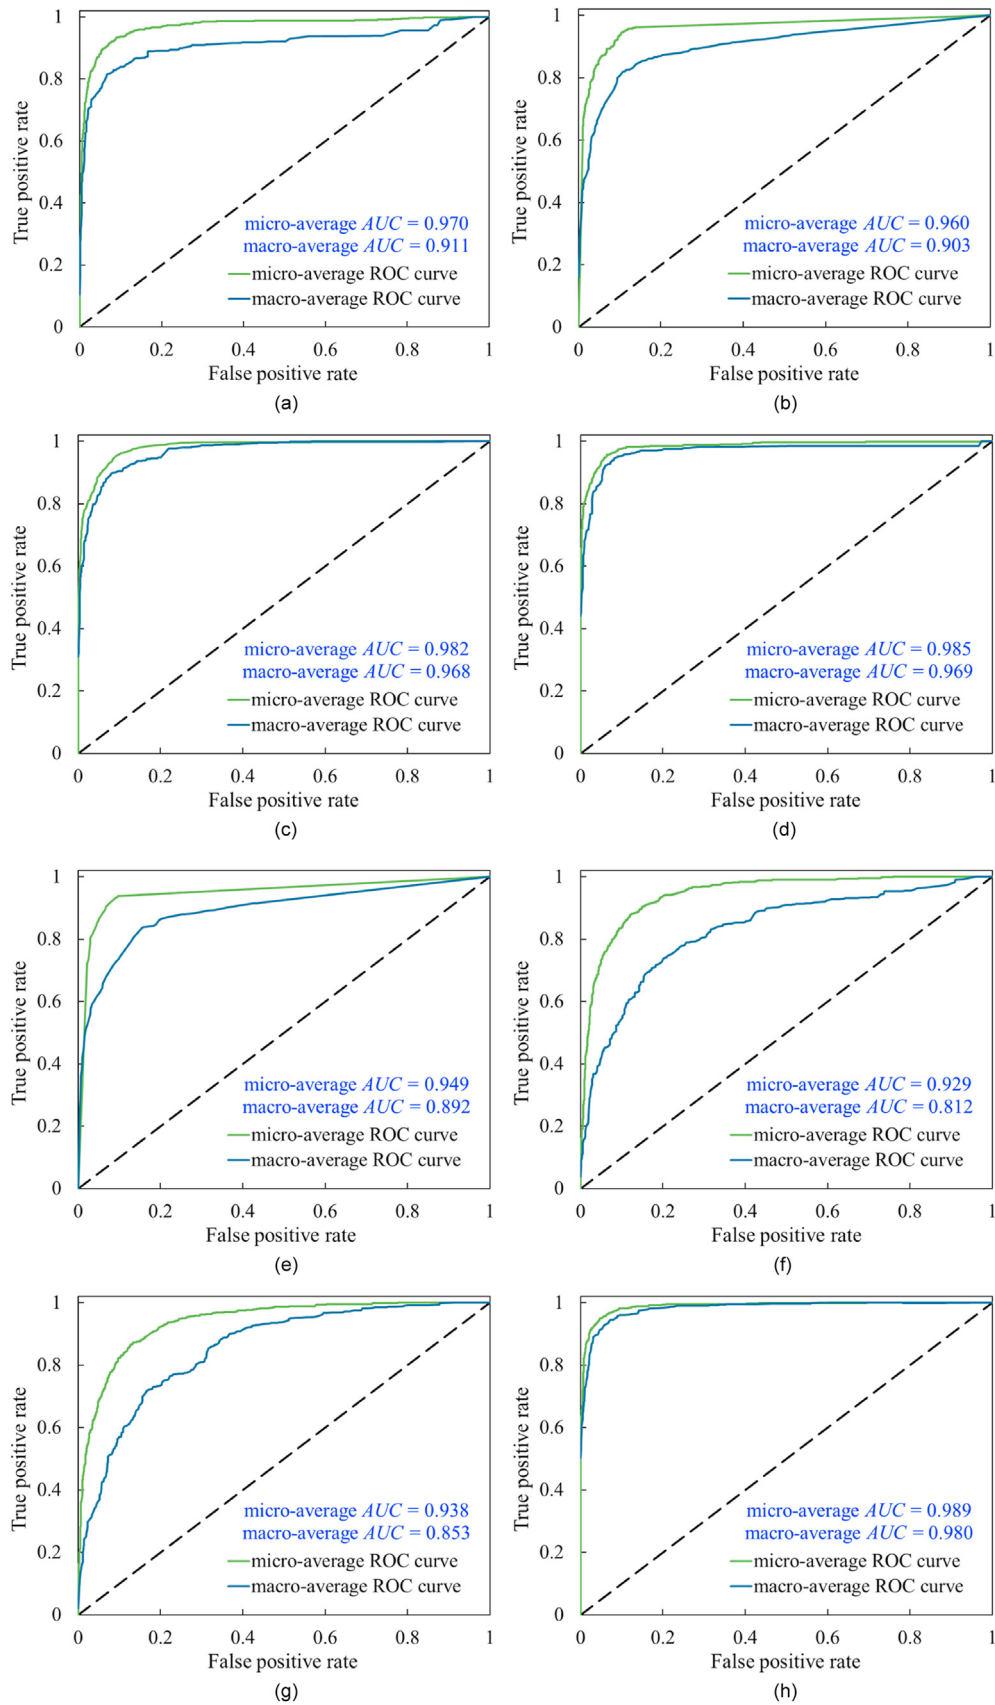 1
0.8
0.6
0.4
0.2
0
True positive rate
micro-average AUC = 0.970
macro-average AUC = 0.911
micro-average ROC curve
macro-average ROC curve
0 0.2 0.4 0.6 0.8 1
False positive rate
(a)
1
0.8
0.6
0.4
0.2
0
True positive rate
micro-average AUC = 0.960
macro-average AUC = 0.903
micro-average ROC curve
macro-average ROC curve
0 0.2 0.4 0.6 0.8 1
False positive rate
(b)
1
0.8
0.6
0.4
0.2
0
True positive rate
micro-average AUC = 0.982
macro-average AUC = 0.968
micro-average ROC curve
macro-average ROC curve
0 0.2 0.4 0.6 0.8 1
False positive rate
(c)
1
0.8
0.6
0.4
0.2
0
True positive rate
micro-average AUC = 0.985
macro-average AUC = 0.969
micro-average ROC curve
macro-average ROC curve
0 0.2 0.4 0.6 0.8 1
False positive rate
(d)
1
0.8
0.6
0.4
0.2
0
True positive rate
micro-average AUC = 0.949
macro-average AUC = 0.892
micro-average ROC curve
macro-average ROC curve
0 0.2 0.4 0.6 0.8 1
False positive rate
(e)
1
0.8
0.6
0.4
0.2
0
True positive rate
micro-average AUC = 0.929
macro-average AUC = 0.812
micro-average ROC curve
macro-average ROC curve
0 0.2 0.4 0.6 0.8 1
False positive rate
(f)
1
0.8
0.6
0.4
0.2
0
True positive rate
micro-average AUC = 0.938
macro-average AUC = 0.853
micro-average ROC curve
macro-average ROC curve
0 0.2 0.4 0.6 0.8 1
False positive rate
(g)
1
0.8
0.6
0.4
0.2
0
True positive rate
micro-average AUC = 0.989
macro-average AUC = 0.980
micro-average ROC curve
macro-average ROC curve
0 0.2 0.4 0.6 0.8 1
False positive rate
(h)